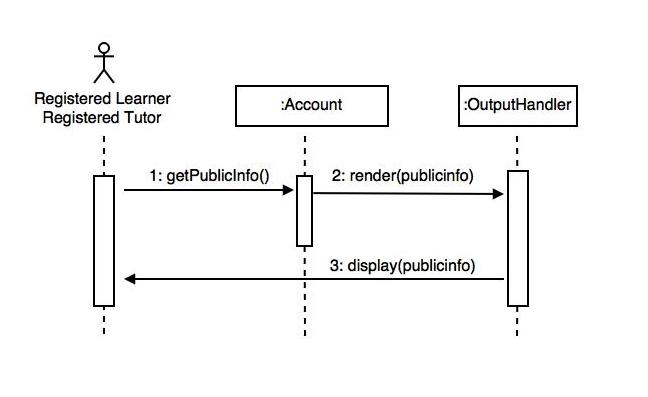 Registered Learner
Registered Tutor
:Account
:OutputHandler
1: getPublicInfo()
2: render(publicinfo)
3: display(publicinfo)